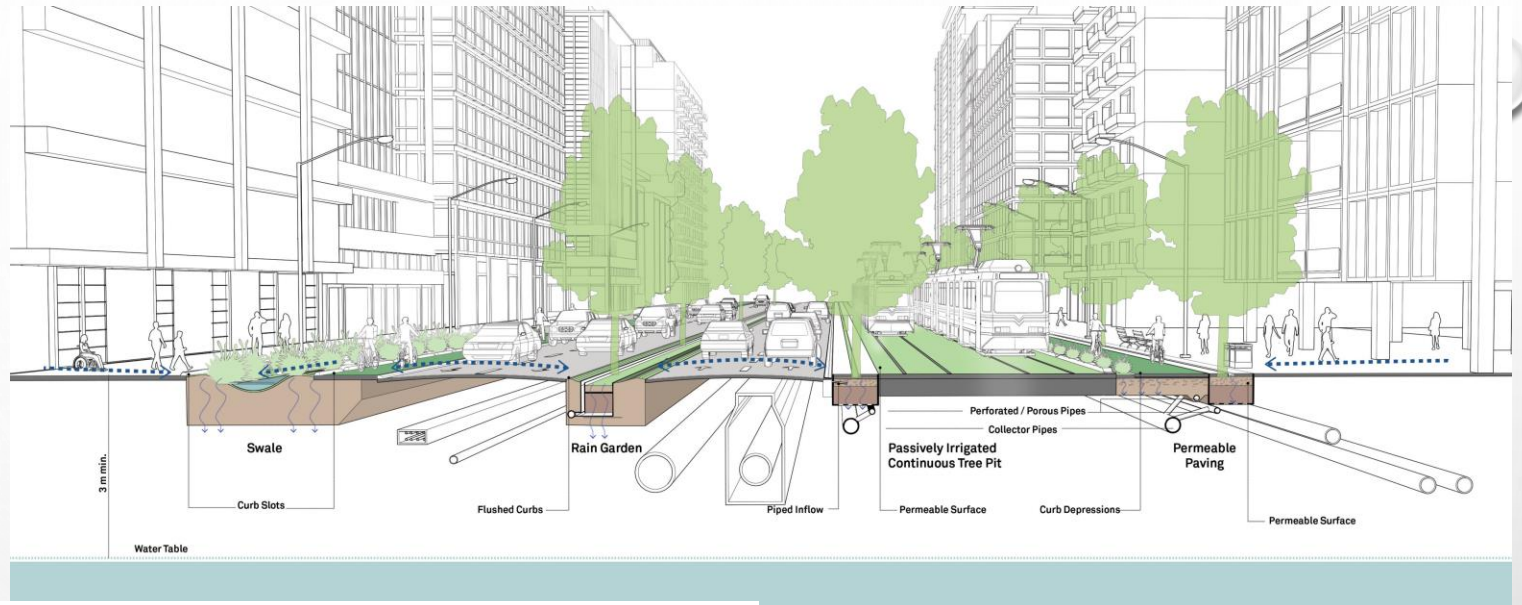 Perforated / Porous Pipes
Collector Pipes
Swale
Rain Garden
Passively Irrigated
Continuous Tree Pit
Permeable
Paving
3 m min.
Curb Slots
Flushed Curbs
Piped Inflow
Permeable Surface
Curb Depressions
Permeable Surface
Water Table